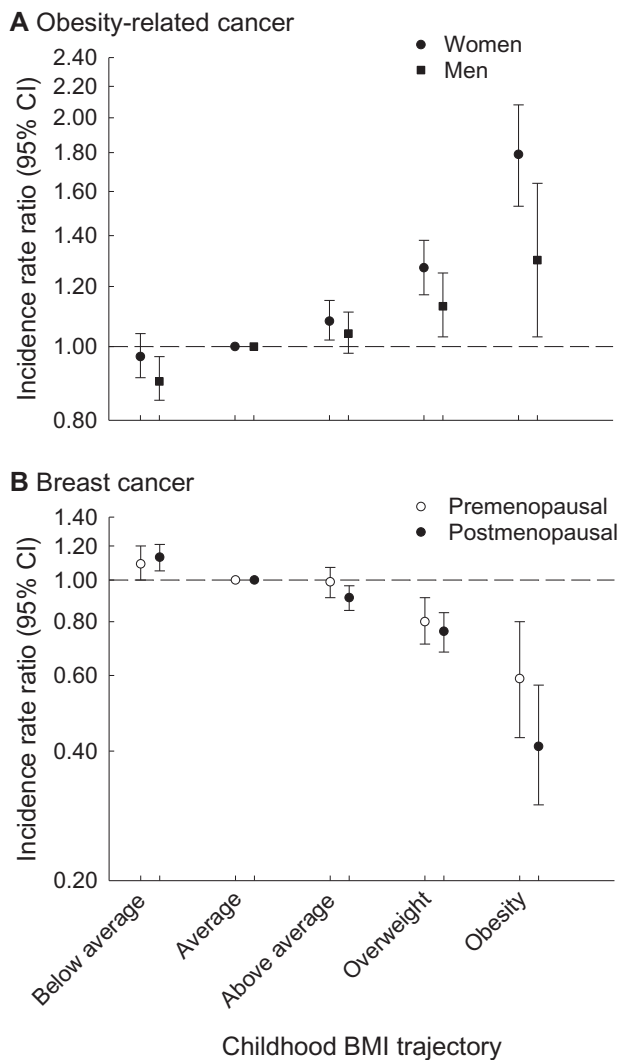 A Obesity-related cancer
Women
Men
2.40
2.20
2.00
1.80
1.60
1.40
1.20
1.00
0.80
Incidence rate ratio (95% CI)
B Breast cancer
Premenopausal
Postmenopausal
1.40
1.20
1.00
0.80
0.60
0.40
0.20
Incidence rate ratio (95% CI)
Below average
Average
Above average
Overweight
Obesity
Childhood BMI trajectory